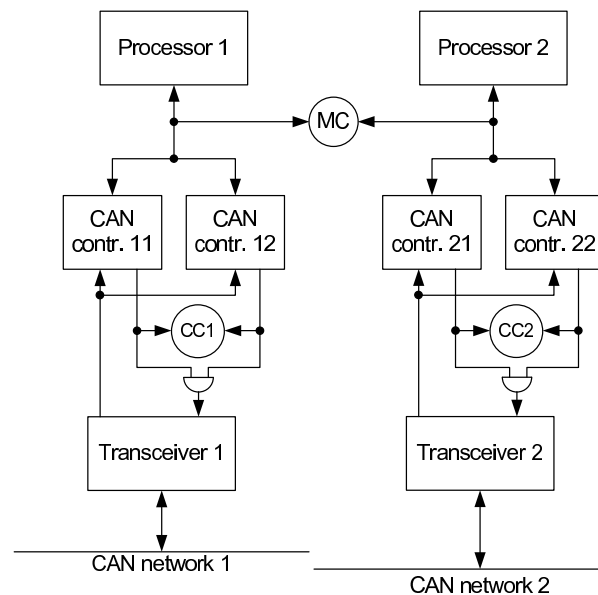 Processor 1
Processor 2
MC
CAN
contr. 11
CAN
contr. 12
CAN
contr. 21
CAN
contr. 22
CC1
CC2
Transceiver 1
Transceiver 2
CAN network 1
CAN network 2